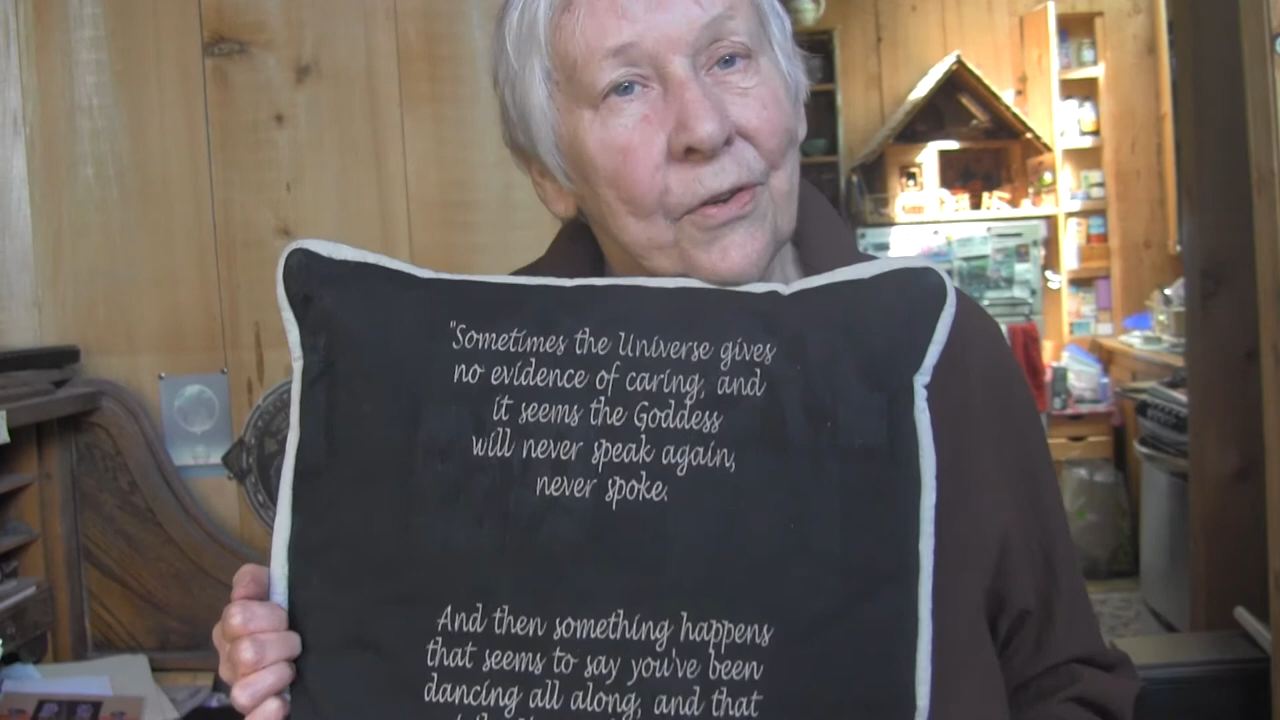 "Sometimes the Universe gives
no evidence of caring, and
it seems the Goddess
will never speak again,
never spoke.
And then something happens
that seems to say you've been
dancing all along, and that